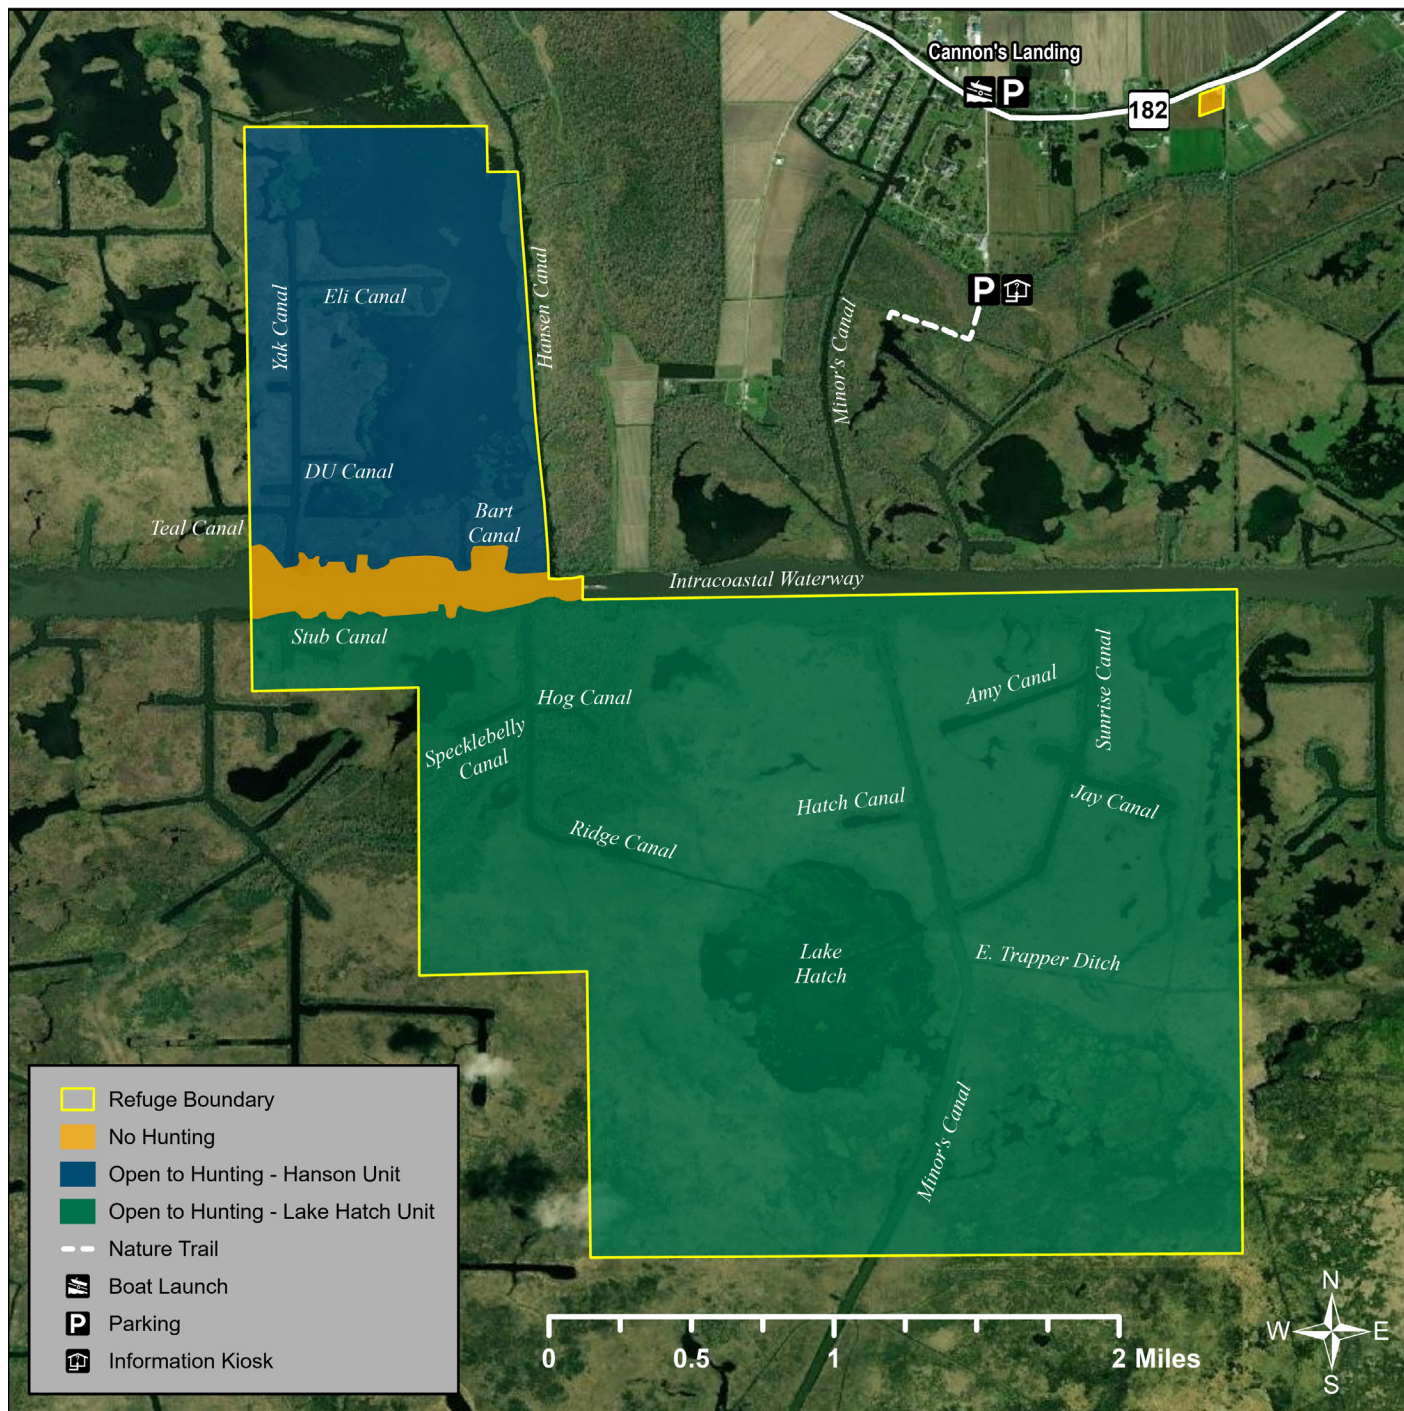 Cannon's Landing
P
182
P
Eli Canal
Yak Canal
Hansen Canal
Minor's Canal
DU Canal
Teal Canal
Bart
Canal
Intracoastal Waterway
Stub Canal
Hog Canal
Specklebelly
Canal
Amy Canal
Sunrise Canal
Hatch Canal
Jay Canal
Ridge Canal
Lake
Hatch
E. Trapper Ditch
Minor's Canal
Refuge Boundary
No Hunting
Open to Hunting - Hanson Unit
Open to Hunting - Lake Hatch Unit
Nature Trail
Boat Launch
P Parking
? Information Kiosk
0 0.5 1 2 Miles
N
W E
S